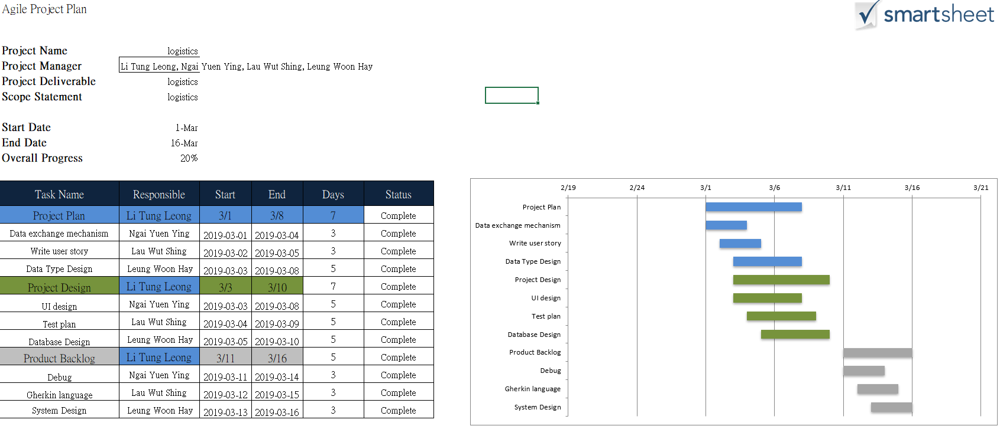 Agile Project Plan
smartsheet
Project Name logistics
Project Manager Li Tung Leong, Ngai Yuen Ying, Lau Wut Shing, Leung Woon Hay
Project Deliverable logistics
Scope Statement logistics
Start Date 1-Mar
End Date 16-Mar
Overall Progress 20%
Task Name Responsible Start End Days Status
Project Plan Li Tung Leong 3/1 3/8 7 Complete
Data exchange mechanism Ngai Yuen Ying 2019-03-01 2019-03-04 3 Complete
Write user story Lau Wut Shing 2019-03-02 2019-03-05 3 Complete
Data Type Design Leung Woon Hay 2019-03-03 2019-03-08 5 Complete
Project Design Li Tung Leong 3/3 3/10 7 Complete
UI design Ngai Yuen Ying 2019-03-03 2019-03-08 5 Complete
Test plan Lau Wut Shing 2019-03-04 2019-03-09 5 Complete
Database Design Leung Woon Hay 2019-03-05 2019-03-10 5 Complete
Product Backlog Li Tung Leong 3/11 3/16 5 Complete
Debug Ngai Yuen Ying 2019-03-11 2019-03-14 3 Complete
Gherkin language Lau Wut Shing 2019-03-12 2019-03-15 3 Complete
System Design Leung Woon Hay 2019-03-13 2019-03-16 3 Complete
2/19 2/24 3/1 3/6 3/11 3/16 3/21
Project Plan
Data exchange mechanism
Write user story
Data Type Design
Project Design
UI design
Test plan
Database Design
Product Backlog
Debug
Gherkin language
System Design